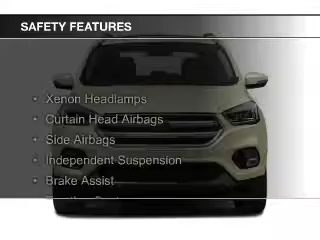 SAFETY FEATURES
• Xenon Headlamps
• Curtain Head Airbags
• Side Airbags
• Independent Suspension
• Brake Assist